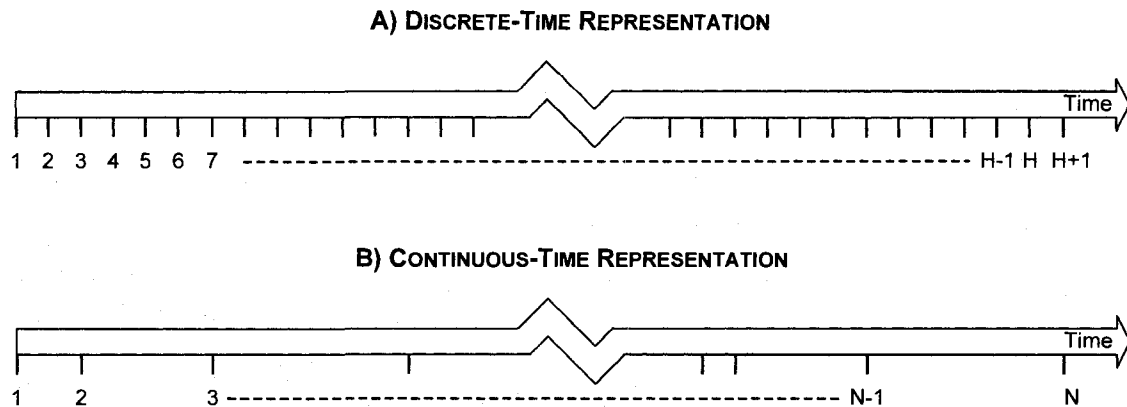 A) DISCRETE-TIME REPRESENTATION
Time
1 2 3 4 5 6 7 H-1 H H+1
B) CONTINUOUS-TIME REPRESENTATION
Time
1 2 3 N-1 N